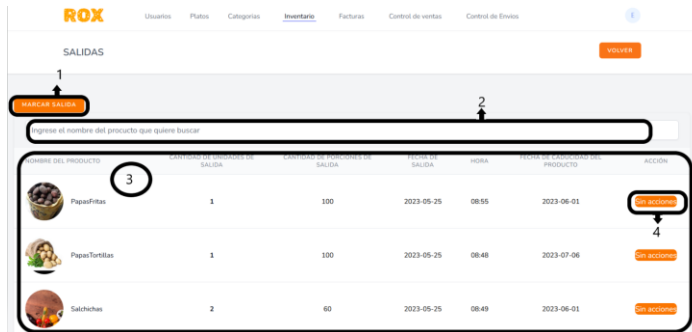 ROX Usuarios Platos Categorias Inventario Facturas Control de ventas Control de Envios E
SALIDAS VOLVER
1
MARCAR SALIDA
2
Ingrese el nombre del procucto que quiere buscar
NOMBRE DEL PRODUCTO CANTIDAD DE UNIDADES DE SALIDA CANTIDAD DE PORCIONES DE SALIDA FECHA DE SALIDA HORA FECHA DE CADUCIDAD DEL PRODUCTO ACCIÓN
3
PapasFritas 1 100 2023-05-25 08:55 2023-06-01 Sin acciones
4
PapasTortillas 1 100 2023-05-25 08:48 2023-07-06 Sin acciones
Salchichas 2 60 2023-05-25 08:49 2023-06-01 Sin acciones